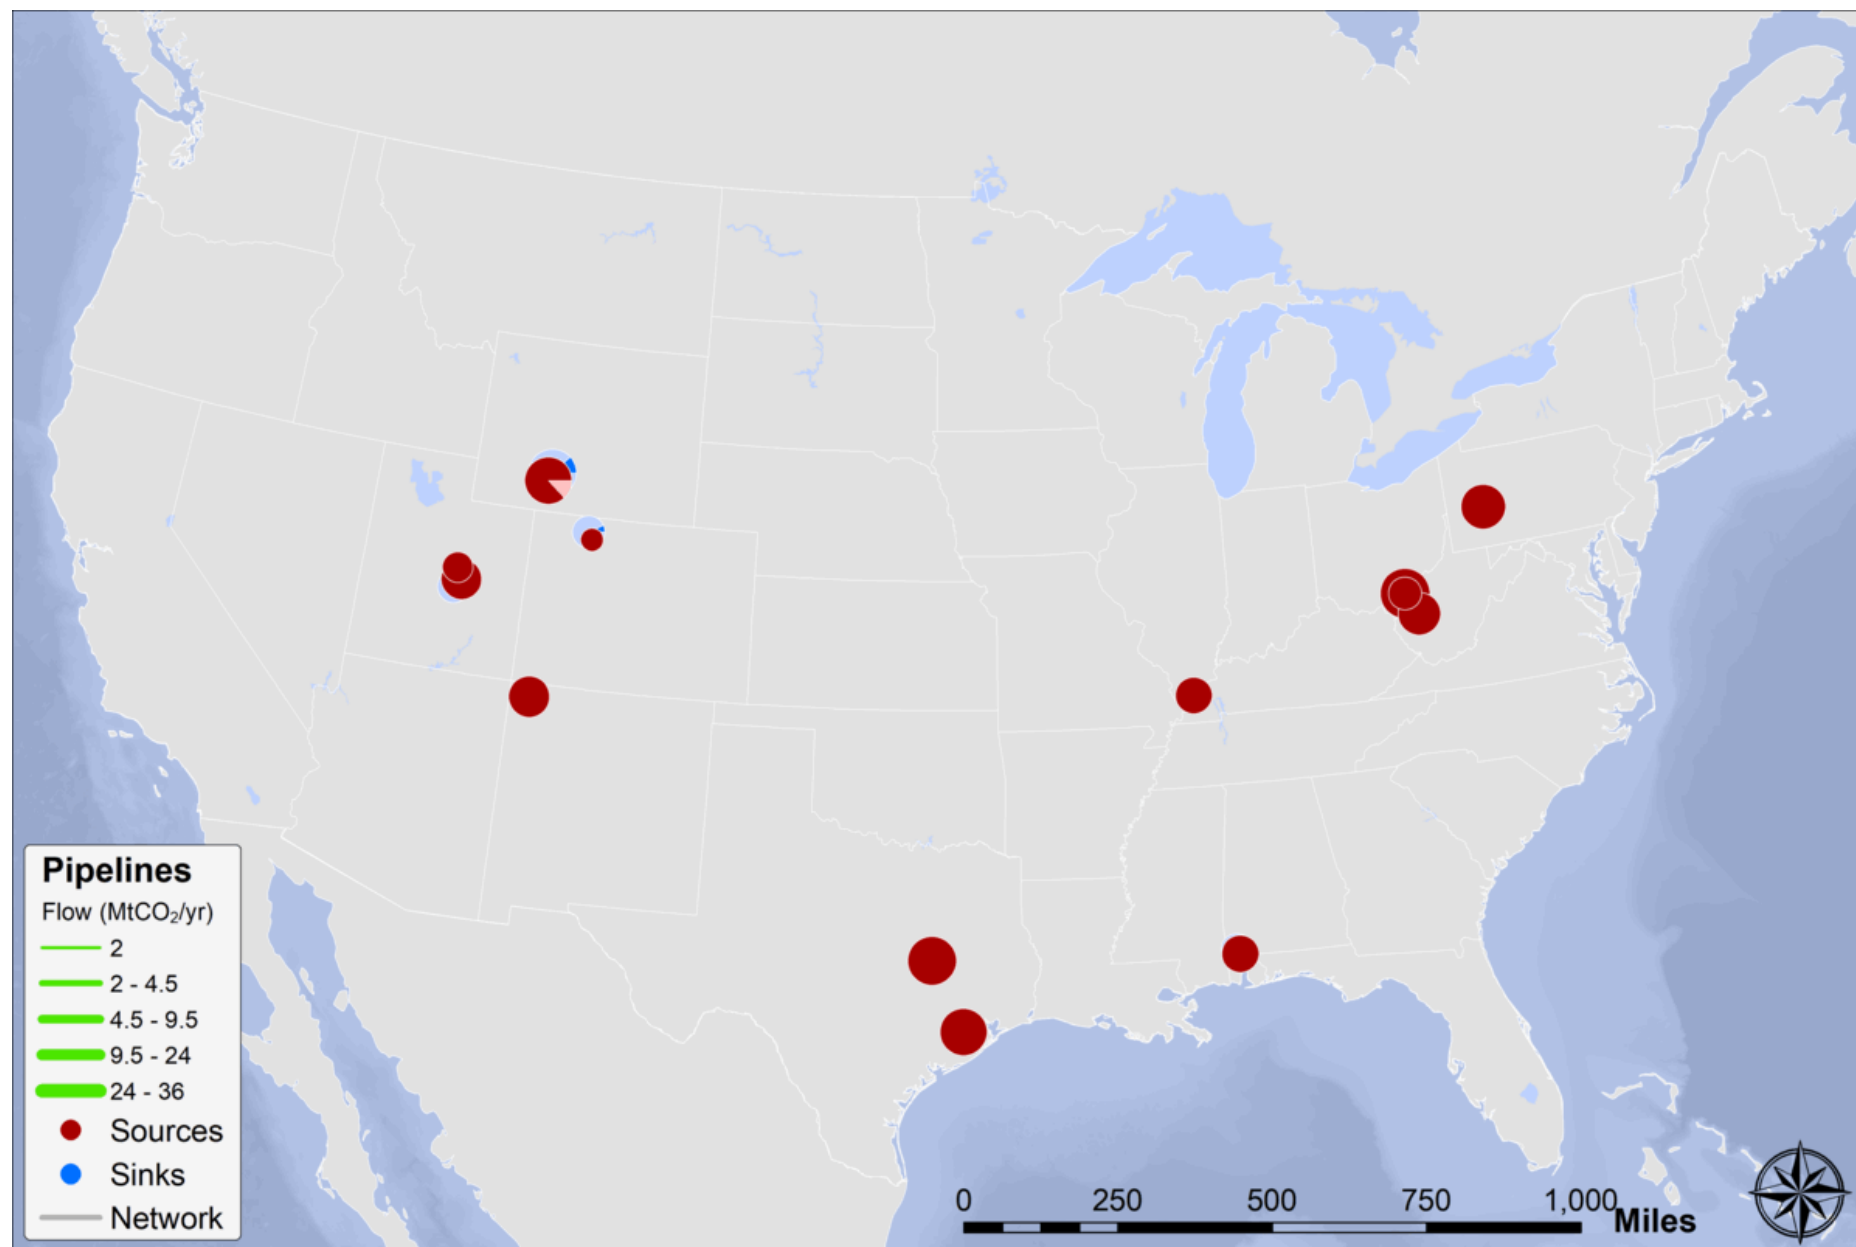 Pipelines
Flow (MtCO₂/yr)
2
2 - 4.5
4.5 - 9.5
9.5 - 24
24 - 36
Sources
Sinks
Network
0 250 500 750 1,000
Miles